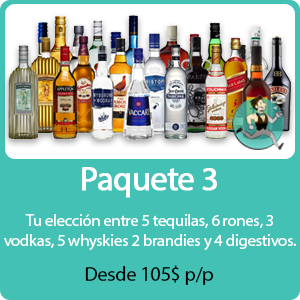 Paquete 3
Tu elección entre 5 tequilas, 6 rones, 3
vodkas, 5 whyskies 2 brandies y 4 digestivos.
Desde 105$ p/p